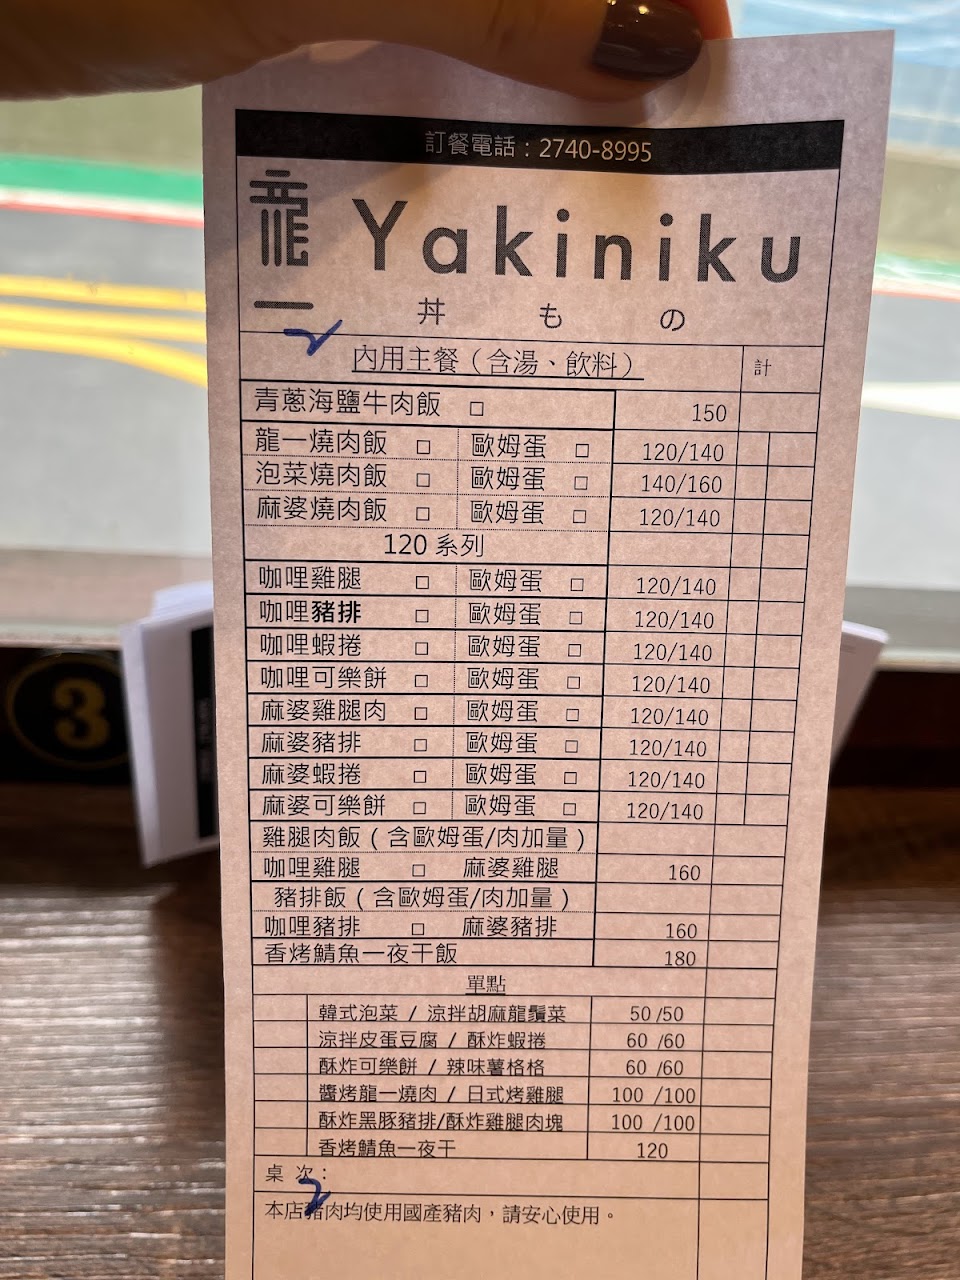 訂餐電話：2740-8995
龍一 Yakiniku
丼もの
2
內用主餐（含湯、飲料） 計
青蔥海鹽牛肉飯 □ 150
龍一燒肉飯 □ 歐姆蛋 □ 120/140
泡菜燒肉飯 □ 歐姆蛋 □ 140/160
麻婆燒肉飯 □ 歐姆蛋 □ 120/140
120 系列
咖哩雞腿 □ 歐姆蛋 □ 120/140
咖哩豬排 □ 歐姆蛋 □ 120/140
咖哩蝦捲 □ 歐姆蛋 □ 120/140
咖哩可樂餅 □ 歐姆蛋 □ 120/140
麻婆雞腿肉 □ 歐姆蛋 □ 120/140
麻婆豬排 □ 歐姆蛋 □ 120/140
麻婆蝦捲 □ 歐姆蛋 □ 120/140
麻婆可樂餅 □ 歐姆蛋 □ 120/140
雞腿肉飯（含歐姆蛋/肉加量）
咖哩雞腿 □ 麻婆雞腿 160
豬排飯（含歐姆蛋/肉加量）
咖哩豬排 □ 麻婆豬排 160
香烤鯖魚一夜干飯 180
單點
韓式泡菜 / 涼拌胡麻龍鬚菜 50 /50
涼拌皮蛋豆腐 / 酥炸蝦捲 60 /60
酥炸可樂餅 / 辣味薯格格 60 /60
醬烤龍一燒肉 / 日式烤雞腿 100 /100
酥炸黑豚豬排/酥炸雞腿肉塊 100 /100
香烤鯖魚一夜干 120
桌 次：
2
本店豬肉均使用國產豬肉，請安心使用。
3